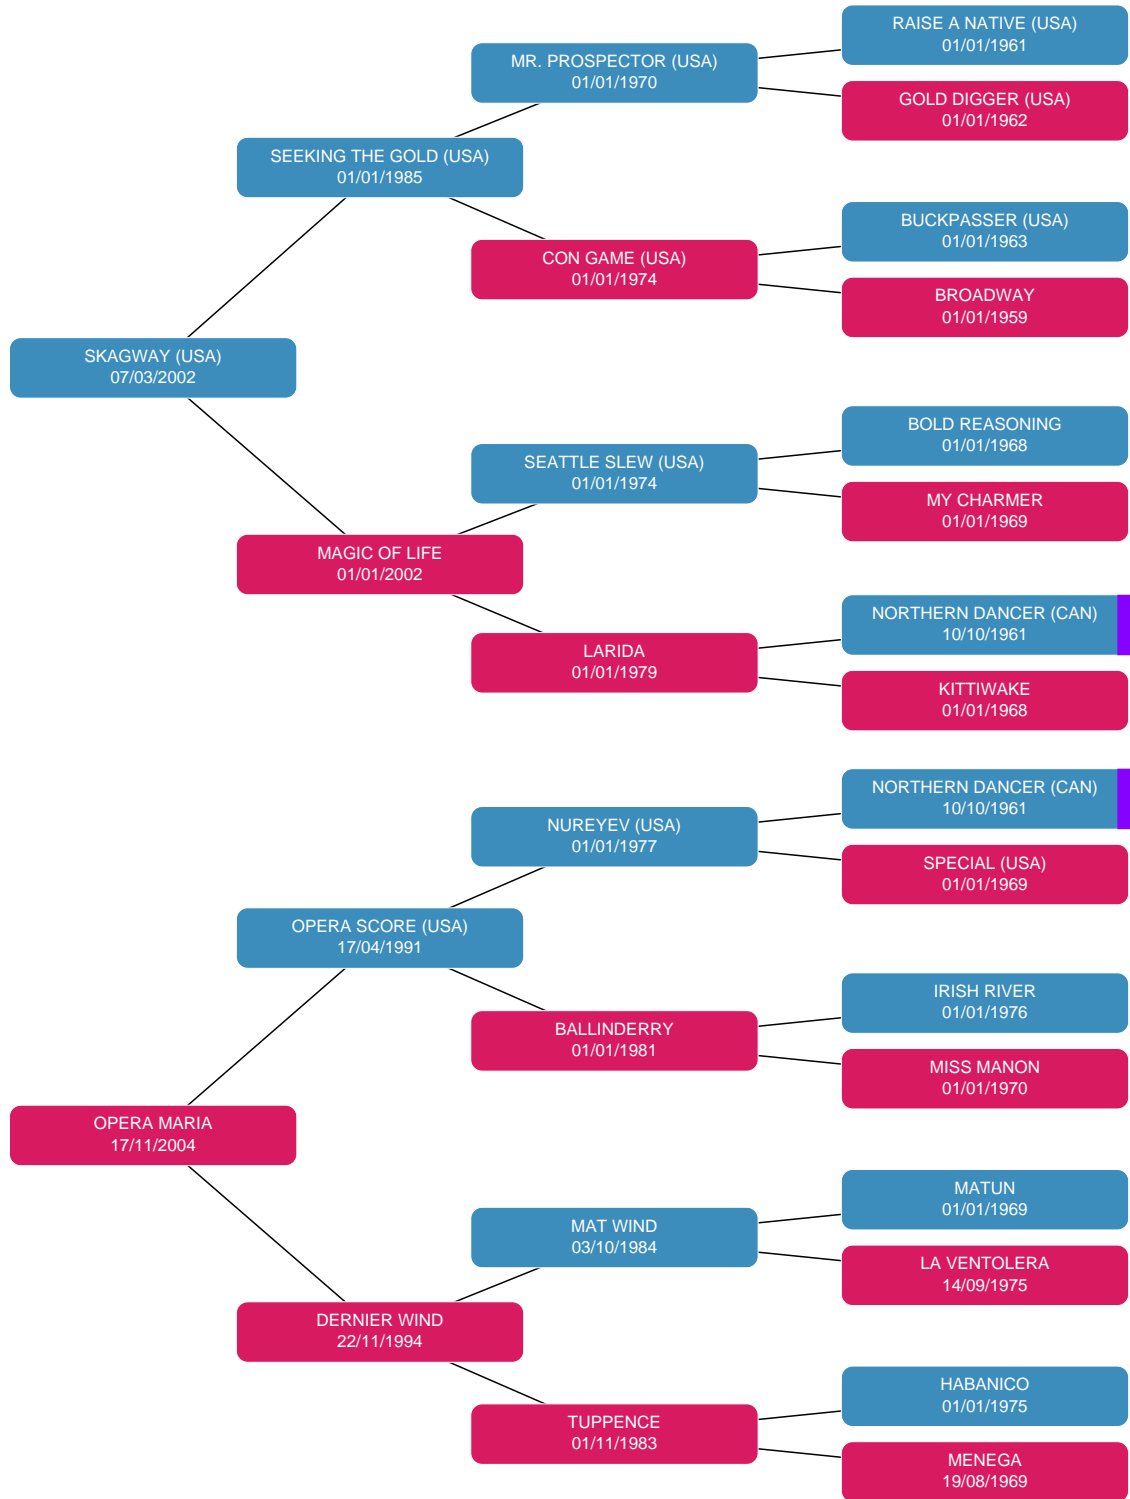 RAISE A NATIVE (USA)
01/01/1961
MR. PROSPECTOR (USA)
01/01/1970
GOLD DIGGER (USA)
01/01/1962
SEEKING THE GOLD (USA)
01/01/1985
BUCKPASSER (USA)
01/01/1963
CON GAME (USA)
01/01/1974
BROADWAY
01/01/1959
SKAGWAY (USA)
07/03/2002
BOLD REASONING
01/01/1968
SEATTLE SLEW (USA)
01/01/1974
MY CHARMER
01/01/1969
MAGIC OF LIFE
01/01/2002
NORTHERN DANCER (CAN)
10/10/1961
LARIDA
01/01/1979
KITTIWAKE
01/01/1968
NORTHERN DANCER (CAN)
10/10/1961
NUREYEV (USA)
01/01/1977
SPECIAL (USA)
01/01/1969
OPERA SCORE (USA)
17/04/1991
IRISH RIVER
01/01/1976
BALLINDERRY
01/01/1981
MISS MANON
01/01/1970
OPERA MARIA
17/11/2004
MATUN
01/01/1969
MAT WIND
03/10/1984
LA VENTOLERA
14/09/1975
DERNIER WIND
22/11/1994
HABANICO
01/01/1975
TUPPENCE
01/11/1983
MENEGA
19/08/1969